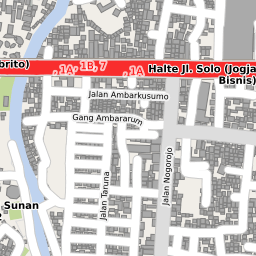 brito)
, 1A; 1B, 7
, 1A
Halte Jl. Solo (Jogja
Bisnis)
Jalan Ambarkusumo
Gang Ambararum
Jalan Taruna
Jalan Nogorojo
Sunan